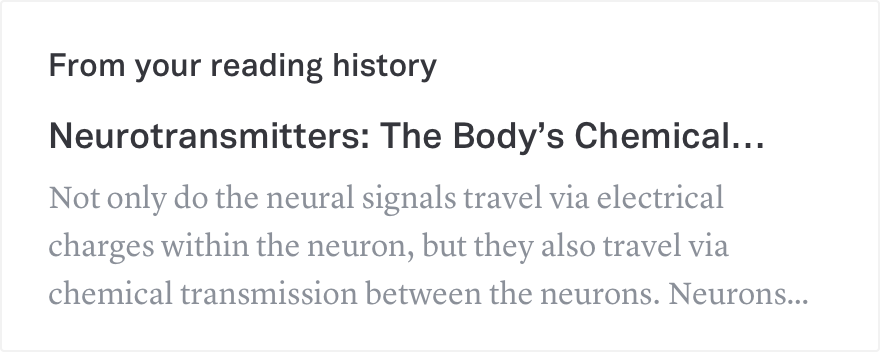 From your reading history
Neurotransmitters: The Body’s Chemical…
Not only do the neural signals travel via electrical
charges within the neuron, but they also travel via
chemical transmission between the neurons. Neurons...